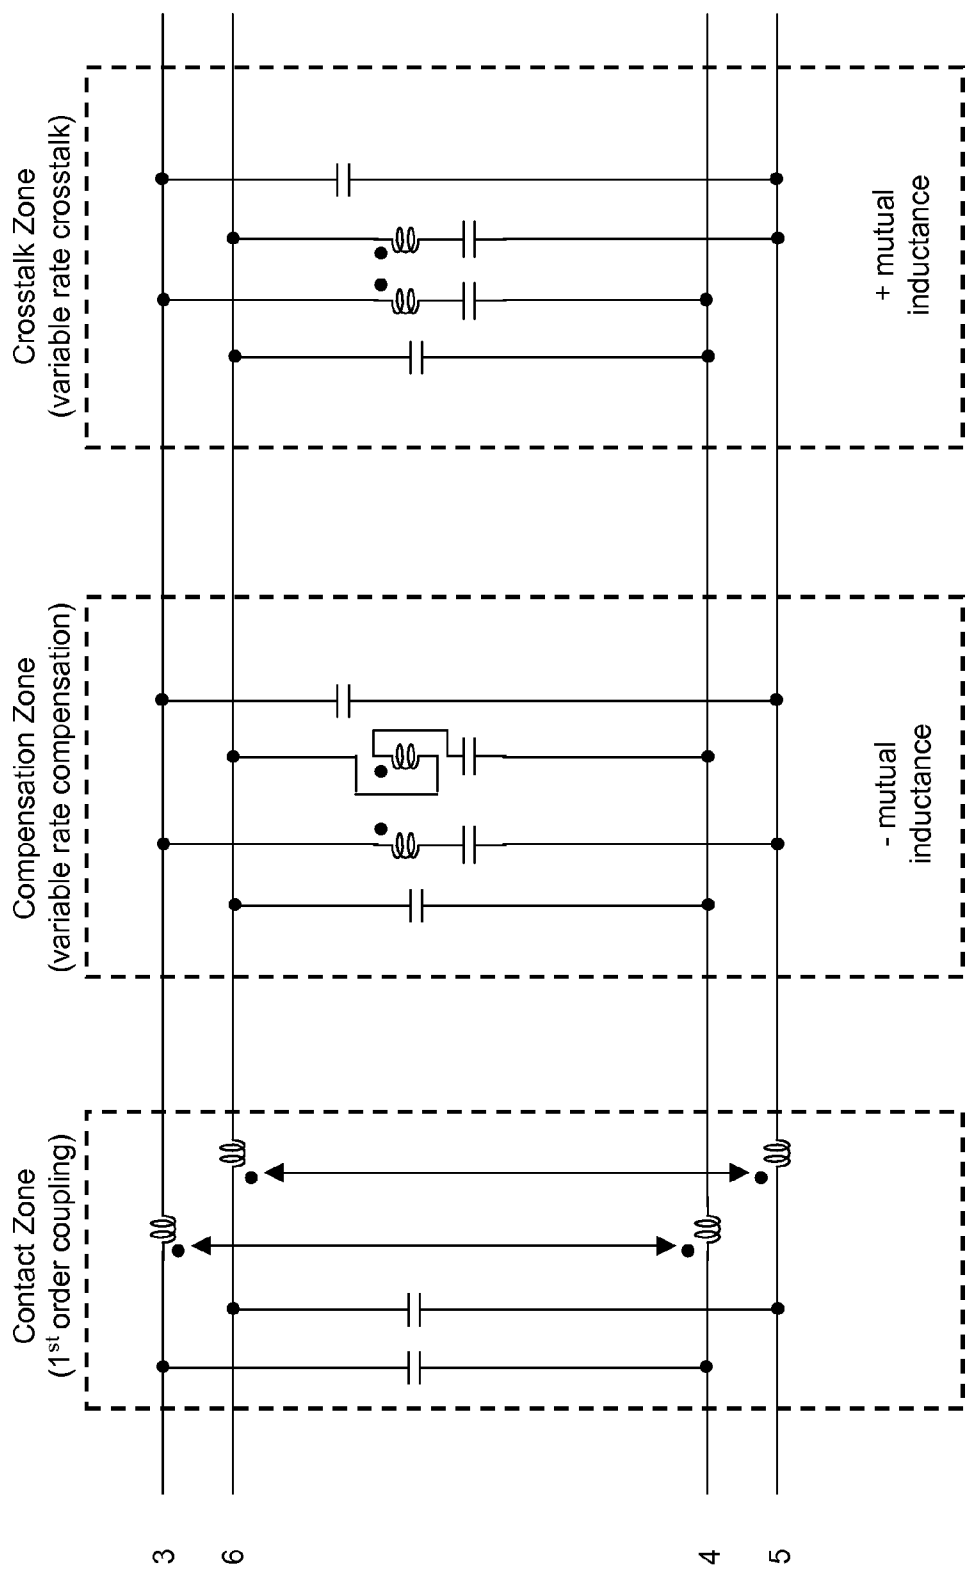 Contact Zone
(1st order coupling)
Compensation Zone
(variable rate compensation)
Crosstalk Zone
(variable rate crosstalk)
3
6
4
5
- mutual
inductance
+ mutual
inductance